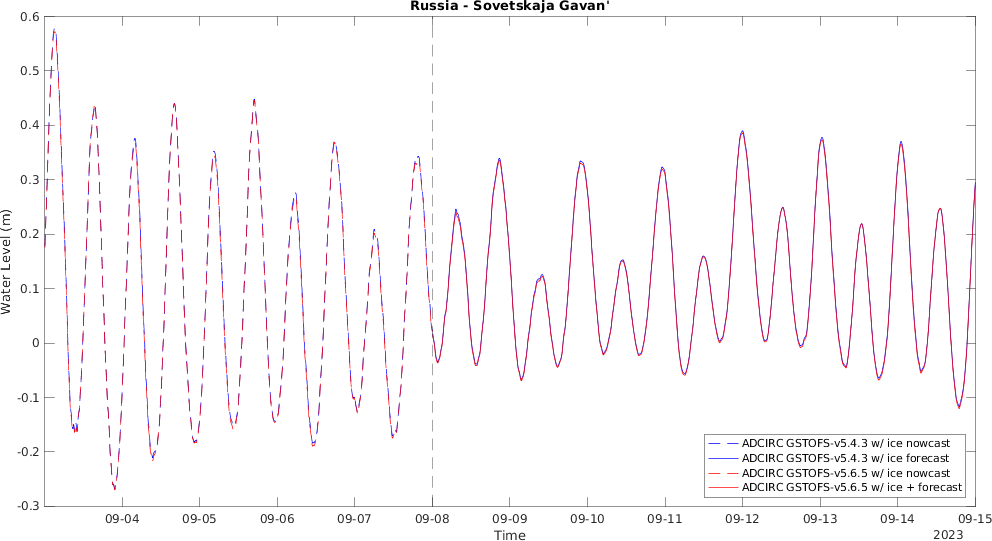 Russia - Sovetskaja Gavan'
Water Level (m)
0.6
0.5
0.4
0.3
0.2
0.1
0
-0.1
-0.2
-0.3
ADCIRC GSTOFS-v5.4.3 w/ ice nowcast
ADCIRC GSTOFS-v5.4.3 w/ ice forecast
ADCIRC GSTOFS-v5.6.5 w/ ice nowcast
ADCIRC GSTOFS-v5.6.5 w/ ice + forecast
09-04 09-05 09-06 09-07 09-08 09-09 09-10 09-11 09-12 09-13 09-14 09-15
Time
2023